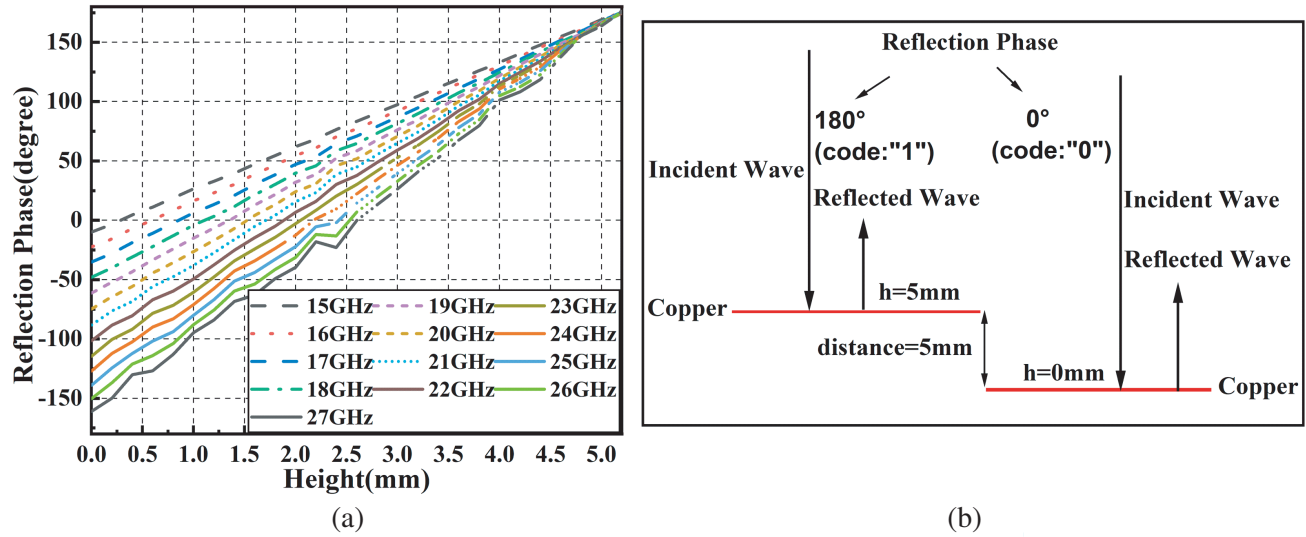 Reflection Phase(degree)
150
100
50
0
-50
-100
-150
15GHz 19GHz 23GHz
16GHz 20GHz 24GHz
17GHz 21GHz 25GHz
18GHz 22GHz 26GHz
27GHz
0.0 0.5 1.0 1.5 2.0 2.5 3.0 3.5 4.0 4.5 5.0
Height(mm)
(a)
Reflection Phase
180° 0°
(code:"1") (code:"0")
Incident Wave
Reflected Wave Incident Wave
Reflected Wave
h=5mm
Copper
distance=5mm
h=0mm
Copper
(b)